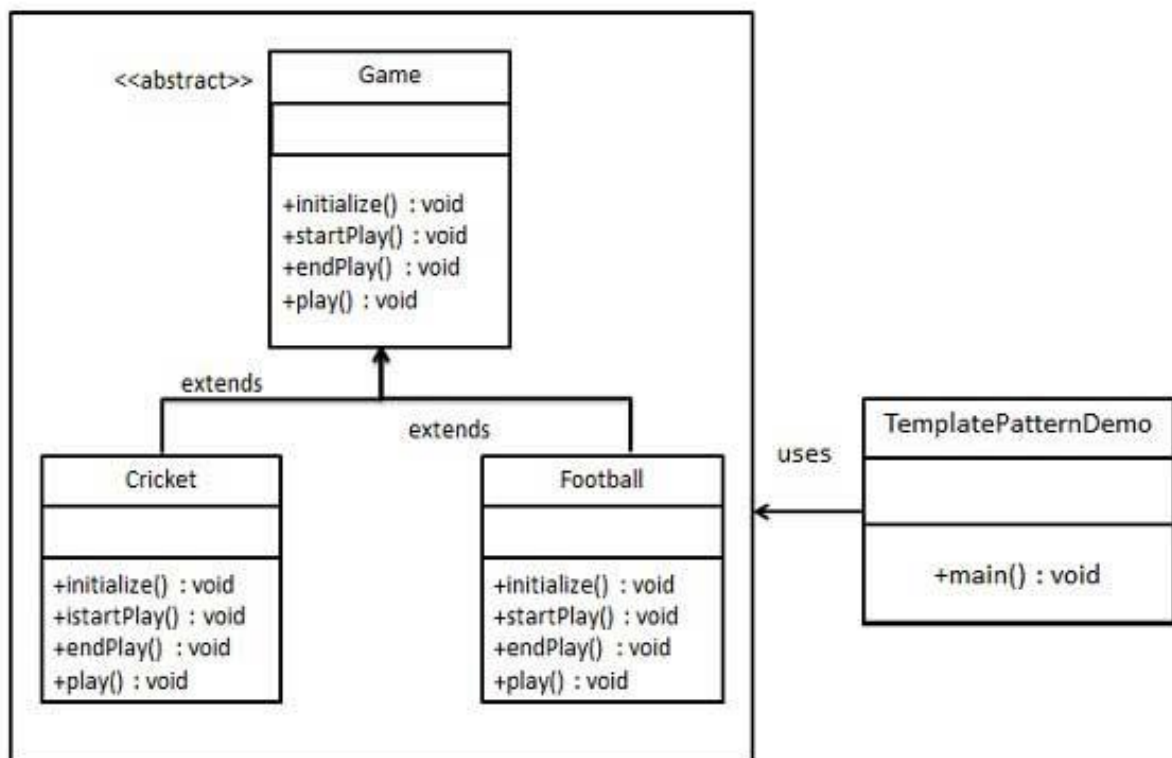 <<abstract>>
Game
+initialize() : void
+startPlay() : void
+endPlay() : void
+play() : void
extends
extends
Cricket
+initialize() : void
+istartPlay() : void
+endPlay() : void
+play() : void
Football
+initialize() : void
+startPlay() : void
+endPlay() : void
+play() : void
uses
TemplatePatternDemo
+main() : void